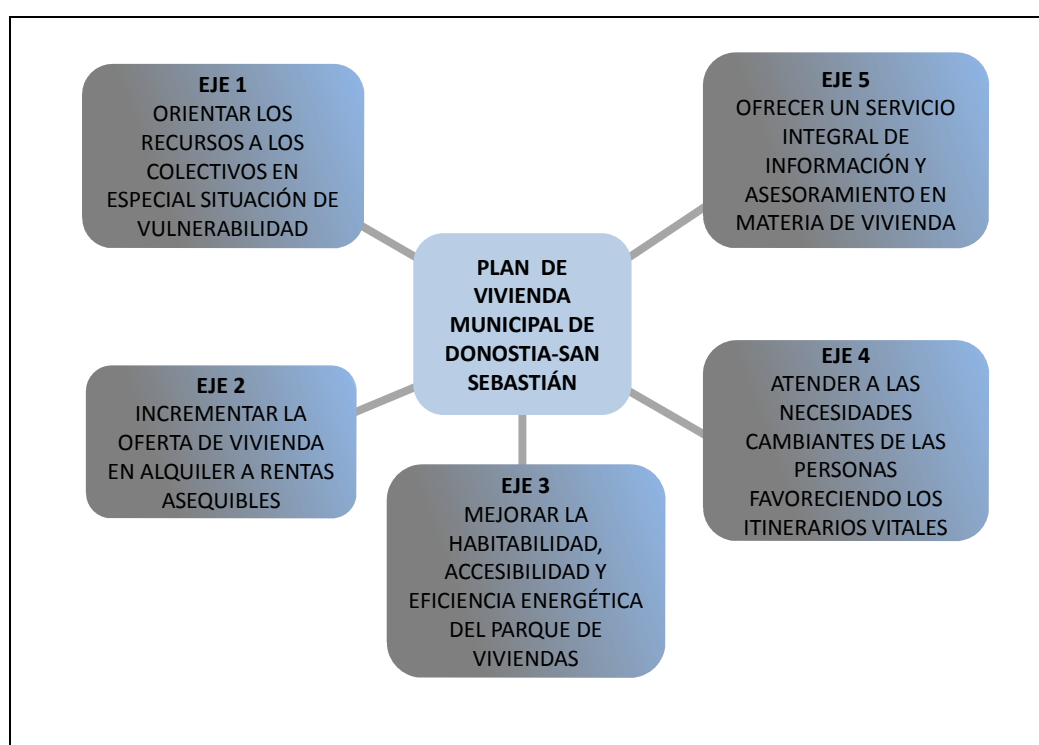 EJE 1
ORIENTAR LOS
RECURSOS A LOS
COLECTIVOS EN
ESPECIAL SITUACIÓN DE
VULNERABILIDAD
EJE 5
OFRECER UN SERVICIO
INTEGRAL DE
INFORMACIÓN Y
ASESORAMIENTO EN
MATERIA DE VIVIENDA
PLAN DE
VIVIENDA
MUNICIPAL DE
DONOSTIA-SAN
SEBASTIÁN
EJE 2
INCREMENTAR LA
OFERTA DE VIVIENDA
EN ALQUILER A RENTAS
ASEQUIBLES
EJE 4
ATENDER A LAS
NECESIDADES
CAMBIANTES DE LAS
PERSONAS
FAVORECIENDO LOS
ITINERARIOS VITALES
EJE 3
MEJORAR LA
HABITABILIDAD,
ACCESIBILIDAD Y
EFICIENCIA ENERGÉTICA
DEL PARQUE DE
VIVIENDAS